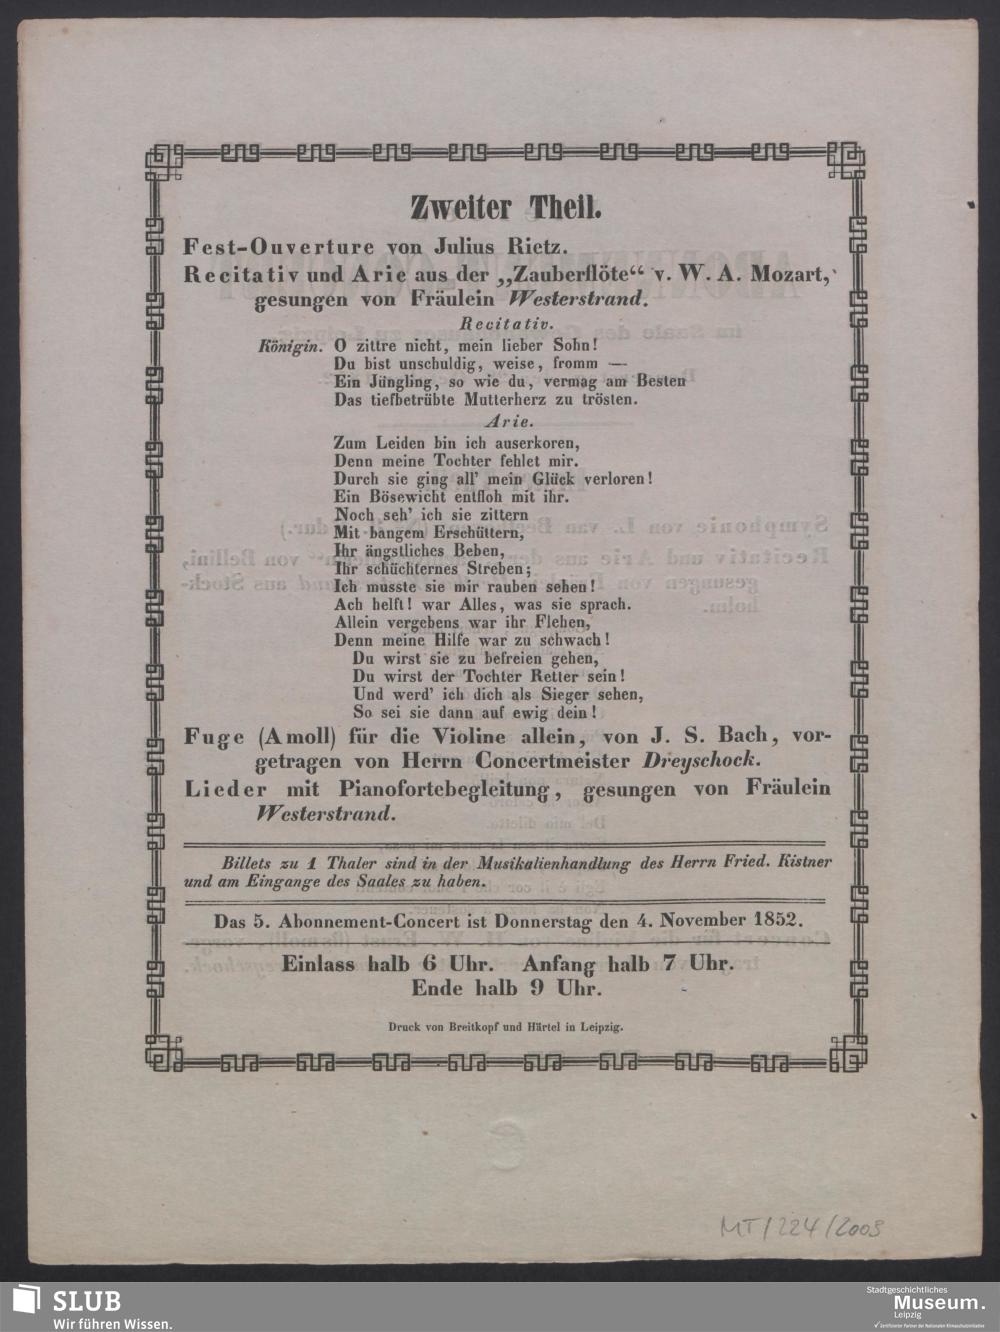 Zweiter Theil.
Fest-Ouverture von Julius Rietz.
Recitativ und Arie aus der „Zauberflöte“ v. W. A. Mozart,
gesungen von Fräulein Westerstrand.
Recitativ.
Königin. O zittre nicht, mein lieber Sohn!
Du bist unschuldig, weise, fromm —
Ein Jüngling, so wie du, vermag am Besten
Das tiefbetrübte Mutterherz zu trösten.
Arie.
Zum Leiden bin ich auserkoren,
Denn meine Tochter fehlet mir.
Durch sie ging all’ mein Glück verloren!
Ein Bösewicht entfloh mit ihr.
Noch seh’ ich sie zittern
Mit bangem Erschüttern,
Ihr ängstliches Beben,
Ihr schüchternes Streben;
Ich musste sie mir rauben sehen!
Ach helft! war Alles, was sie sprach.
Allein vergebens war ihr Flehen,
Denn meine Hilfe war zu schwach!
Du wirst sie zu befreien gehen,
Du wirst der Tochter Retter sein!
Und werd’ ich dich als Sieger sehen,
So sei sie dann auf ewig dein!
Fuge (A moll) für die Violine allein, von J. S. Bach, vor-
getragen von Herrn Concertmeister Dreyschock.
Lieder mit Pianofortebegleitung, gesungen von Fräulein
Westerstrand.
Billets zu 1 Thaler sind in der Musikalienhandlung des Herrn Fried. Kistner
und am Eingange des Saales zu haben.
Das 5. Abonnement-Concert ist Donnerstag den 4. November 1852.
Einlass halb 6 Uhr. Anfang halb 7 Uhr.
Ende halb 9 Uhr.
Druck von Breitkopf und Härtel in Leipzig.
MT/224/2003
SLUB
Wir führen Wissen.
Stadtgeschichtliches
Museum.
Leipzig
Zertifizierter Partner der Nationalen Klimaschutzinitiative